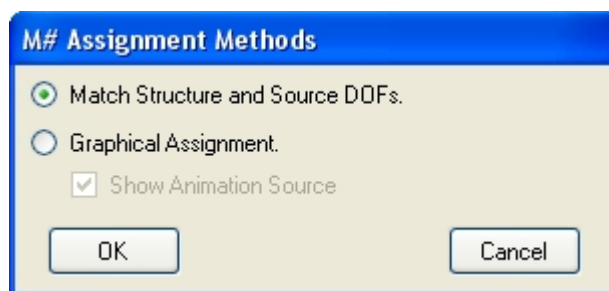 M# Assignment Methods
Match Structure and Source DOFs.
Graphical Assignment.
Show Animation Source
OK Cancel